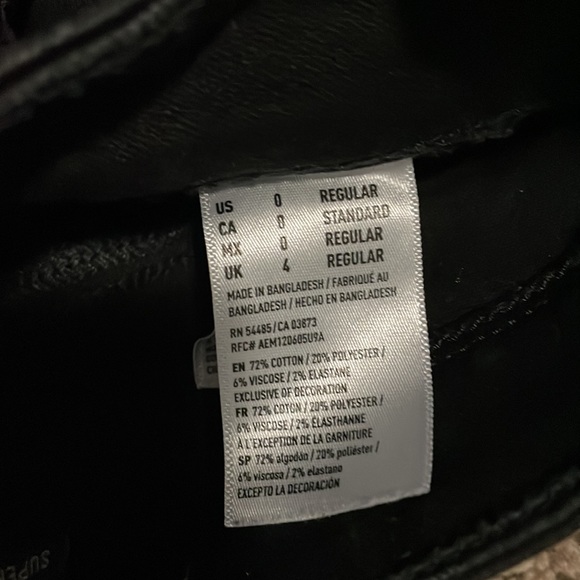 US 0 REGULAR
CA 0 STANDARD
MX 0 REGULAR
UK 4 REGULAR
MADE IN BANGLADESH / FABRIQUÉ AU
BANGLADESH / HECHO EN BANGLADESH
RN 54485/CA 03873
RFC# AEM120605U9A
EN 72% COTTON / 20% POLYESTER /
6% VISCOSE / 2% ELASTANE
EXCLUSIVE OF DECORATION
FR 72% COTON / 20% POLYESTER /
6% VISCOSE / 2% ÉLASTHANNE
À L'EXCEPTION DE LA GARNITURE
SP 72% algodón / 20% poliéster /
6% viscosa / 2% elastano
EXCEPTO LA DECORACIÓN
SUPE